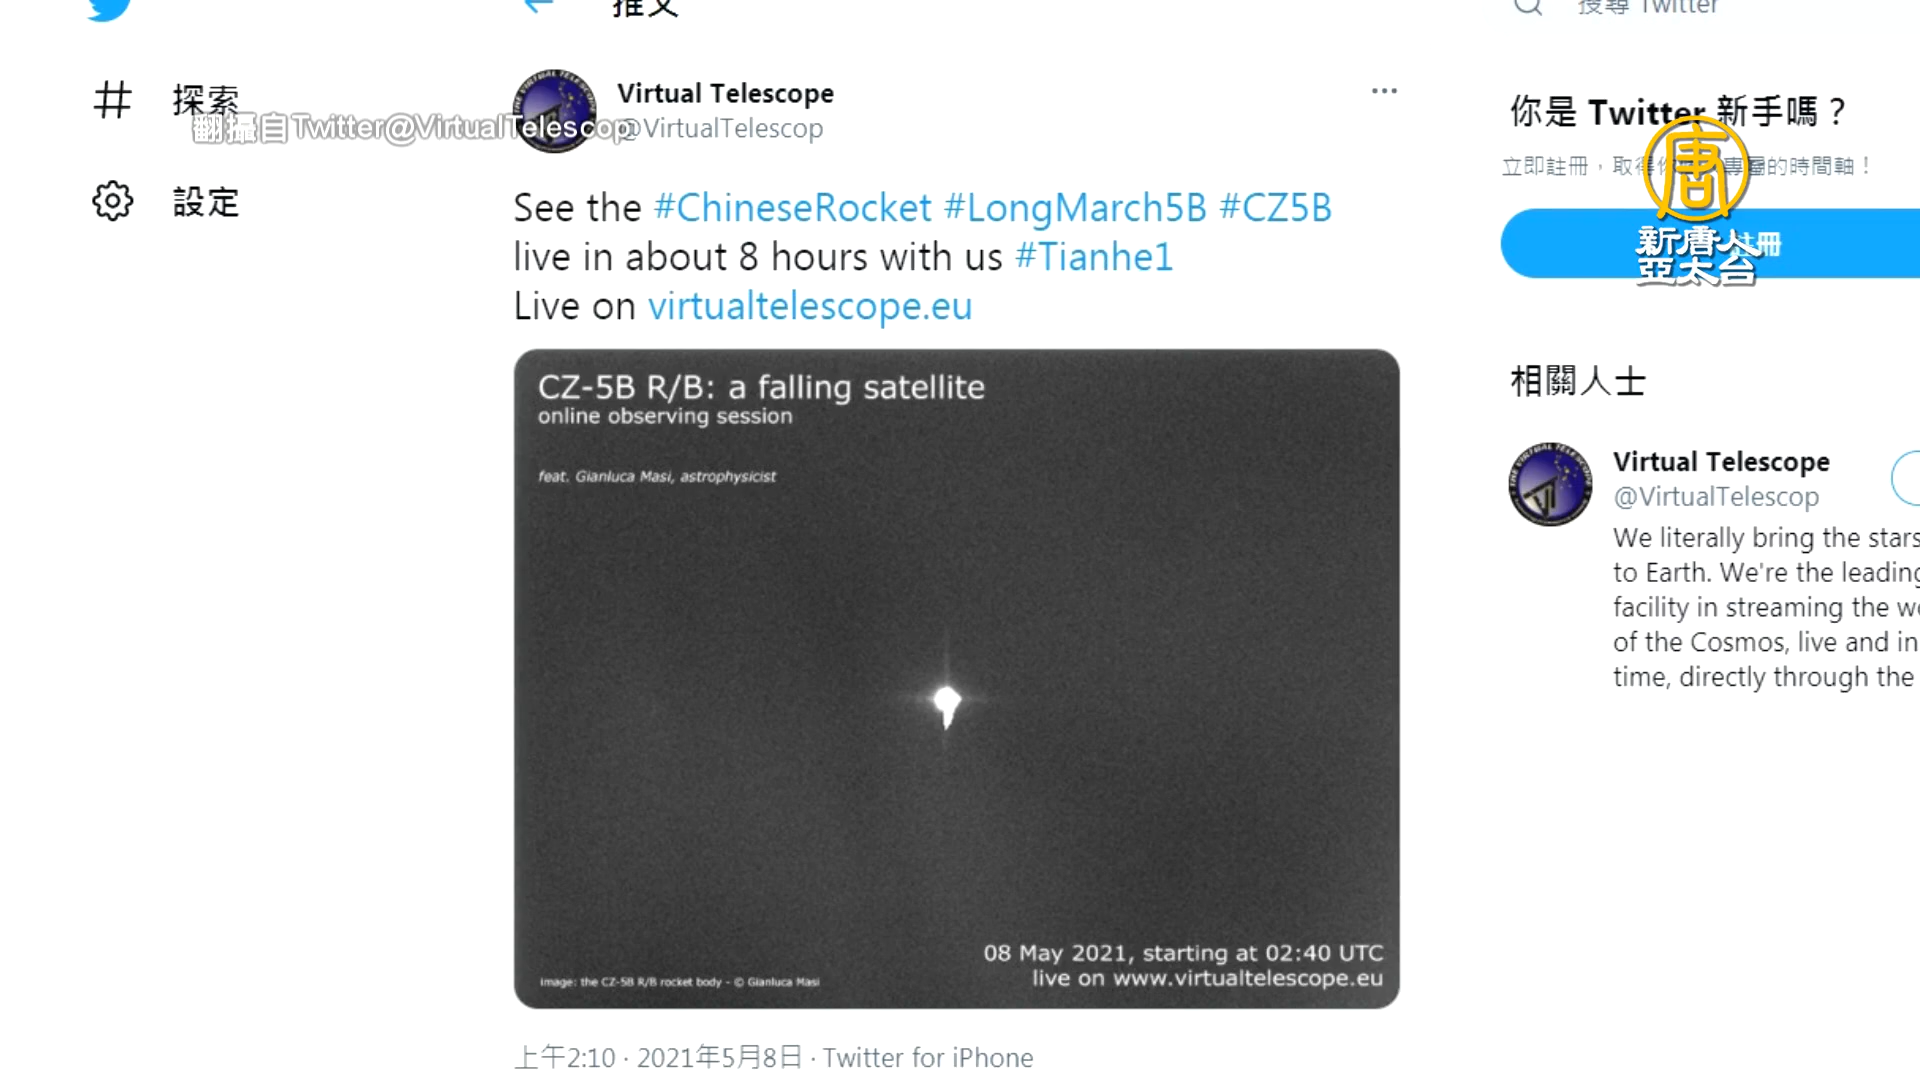 推文
搜尋 Twitter
探索
設定
翻攝自Twitter@VirtualTelescop
Virtual Telescope
@VirtualTelescop
See the #ChineseRocket #LongMarch5B #CZ5B
live in about 8 hours with us #Tianhe1
Live on virtualtelescope.eu
CZ-5B R/B: a falling satellite
online observing session
feat. Gianluca Masi, astrophysicist
08 May 2021, starting at 02:40 UTC
live on www.virtualtelescope.eu
Image: the CZ-5B R/B rocket body - © Gianluca Masi
上午2:10 · 2021年5月8日 · Twitter for iPhone
你是 Twitter 新手嗎？
立即註冊，取得你 專屬的時間軸！
註冊
唐
新唐人
亞太台
相關人士
Virtual Telescope
@VirtualTelescop
We literally bring the stars
to Earth. We're the leading
facility in streaming the
of the Cosmos, live and in
time, directly through the